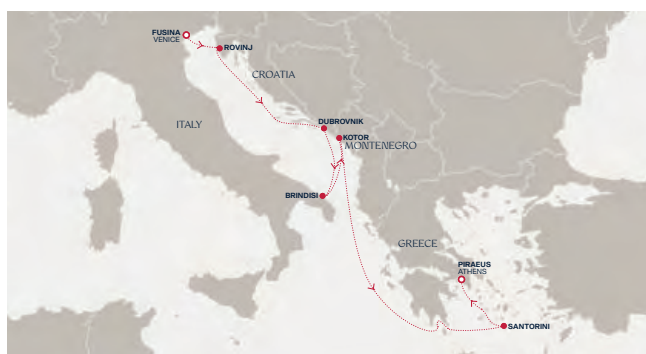 FUSINA
VENICE
ROVINJ
CROATIA
ITALY
DUBROVNIK
KOTOR
MONTENEGRO
BRINDISI
GREECE
PIRAEUS
ATHENS
SANTORINI